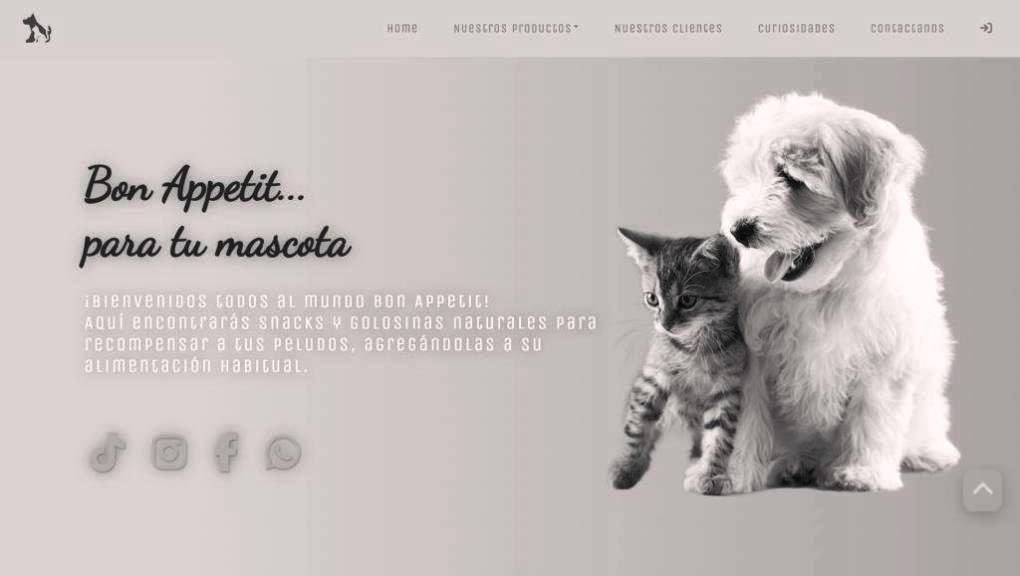 Home
Nuestros Productos
Nuestros Clientes
Curiosidades
Contactanos
Bon Appetit...
para tu mascota
¡Bienvenidos todos al mundo Bon Appetit!
Aquí encontrarás snacks y golosinas naturales para
recompensar a tus peludos, agregándolas a su
alimentación habitual.